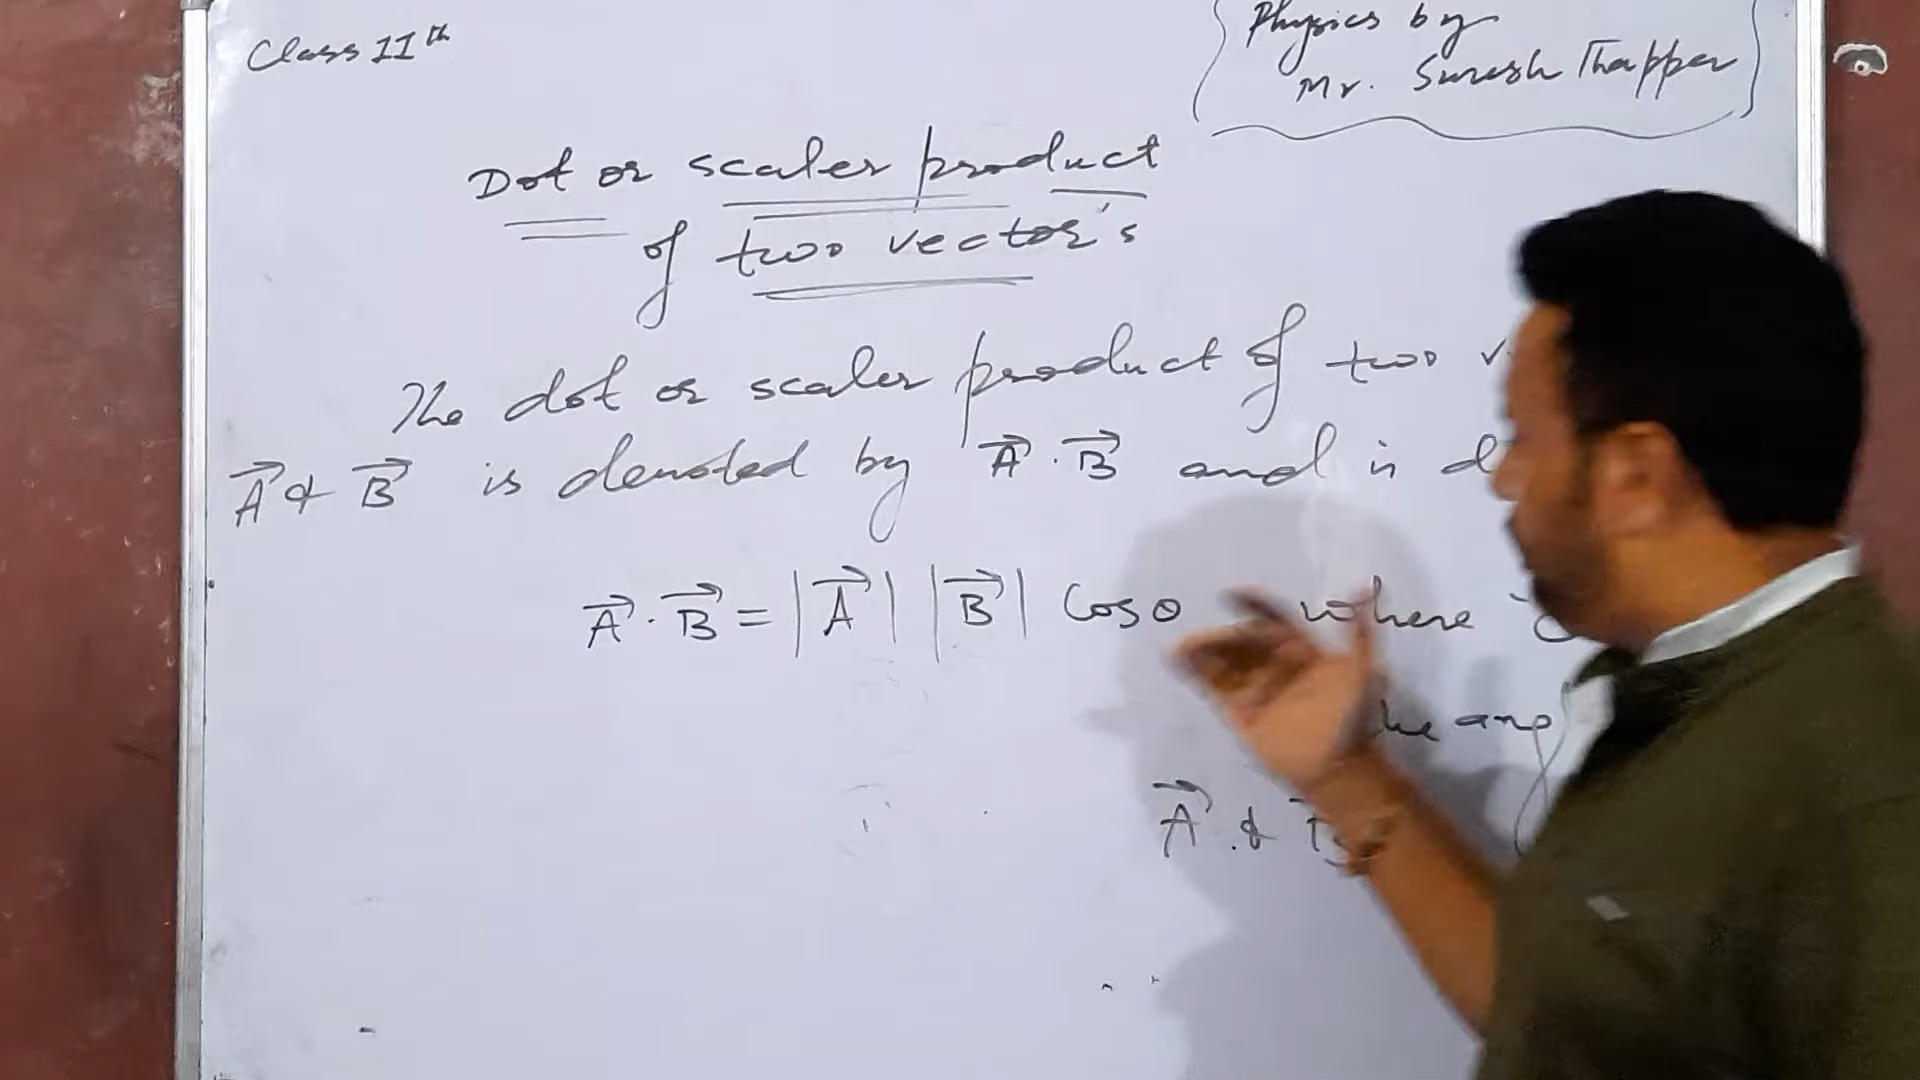 Class 11th
Physics by
Mr. Suresh Thapper
Dot or scaler product
of two vector's
The dot or scaler product of two
A⃗ & B⃗ is denoted by A⃗ . B⃗ and is
A⃗ . B⃗ = |A⃗| |B⃗| Cos θ where
A⃗ . & B⃗